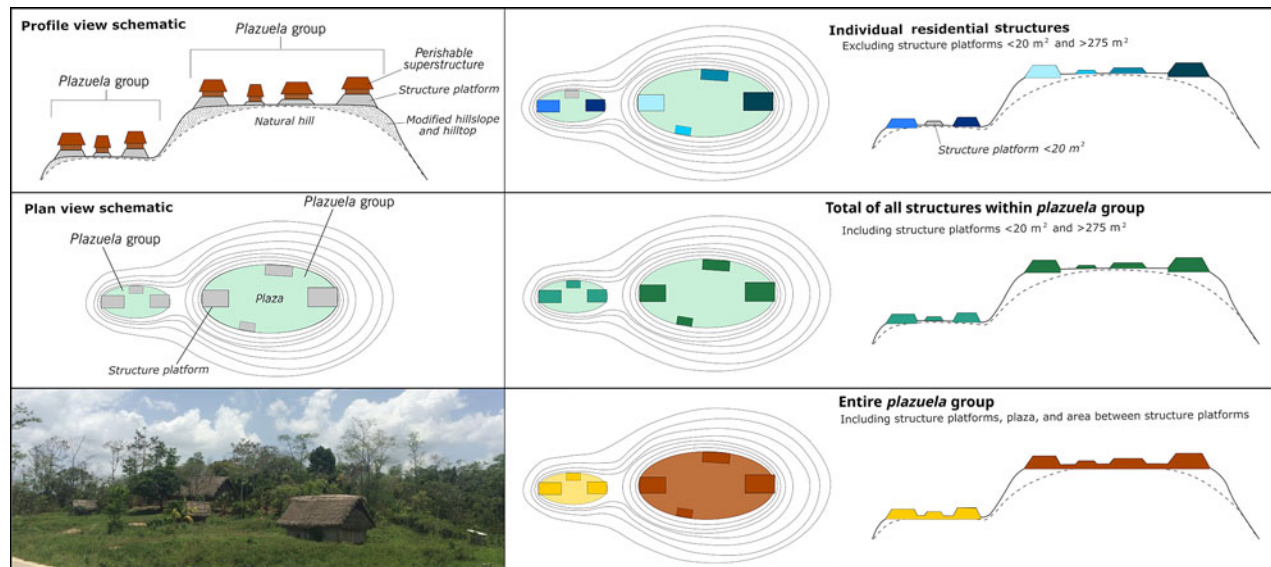 Profile view schematic
Plazuela group
Plazuela group
Perishable
superstructure
Structure platform
Natural hill
Modified hillslope
and hilltop
Individual residential structures
Excluding structure platforms <20 m² and >275 m²
Structure platform <20 m²
Plan view schematic
Plazuela group
Plazuela group
Plaza
Structure platform
Total of all structures within plazuela group
Including structure platforms <20 m² and >275 m²
Entire plazuela group
Including structure platforms, plaza, and area between structure platforms